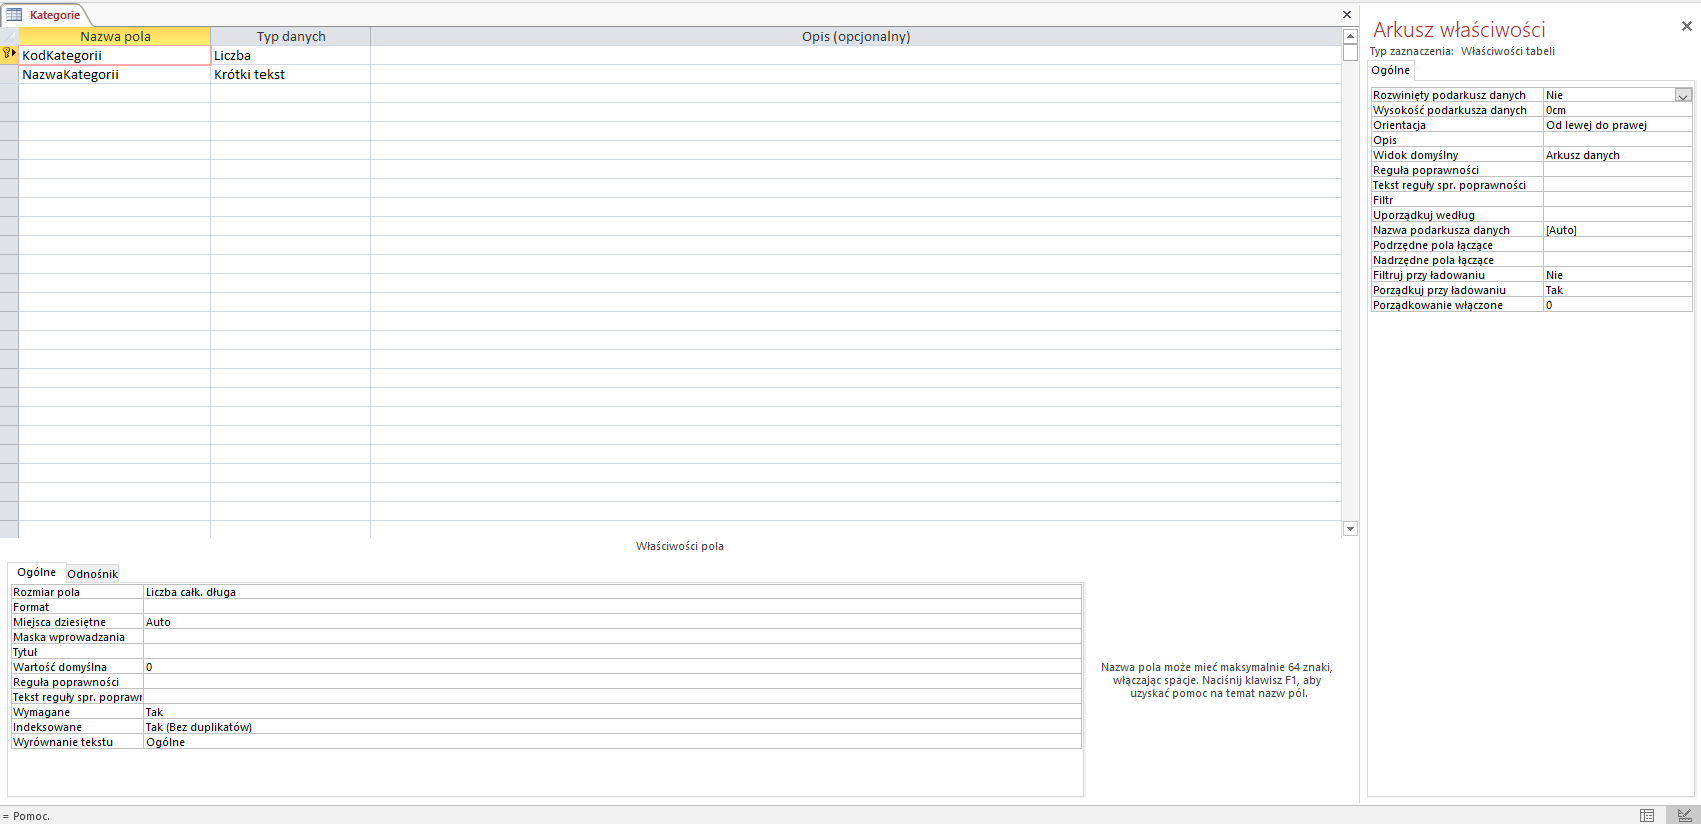 Kategorie
Nazwa pola Typ danych Opis (opcjonalny)
KodKategorii Liczba
NazwaKategorii Krótki tekst
Właściwości pola
Ogólne Odnośnik
Rozmiar pola Liczba całk. długa
Format
Miejsca dziesiętne Auto
Maska wprowadzania
Tytuł
Wartość domyślna 0
Reguła poprawności
Tekst reguły spr. popraw
Wymagane Tak
Indeksowane Tak (Bez duplikatów)
Wyrównanie tekstu Ogólne
Nazwa pola może mieć maksymalnie 64 znaki,
włączając spacje. Naciśnij klawisz F1, aby
uzyskać pomoc na temat nazw pól.
Arkusz właściwości
Typ zaznaczenia: Właściwości tabeli
Ogólne
Rozwinięty podarkusz danych Nie
Wysokość podarkusza danych 0cm
Orientacja Od lewej do prawej
Opis
Widok domyślny Arkusz danych
Reguła poprawności
Tekst reguły spr. poprawności
Filtr
Uporządkuj według
Nazwa podarkusza danych [Auto]
Podrzędne pola łączące
Nadrzędne pola łączące
Filtruj przy ładowaniu Nie
Porządkuj przy ładowaniu Tak
Porządkowanie włączone 0
= Pomoc.